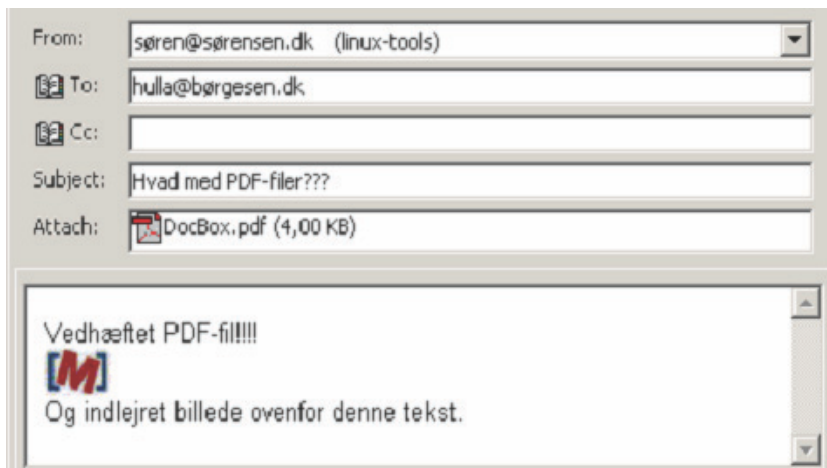 From: søren@sørensen.dk (linux-tools)
To: hulla@børgesen.dk
Cc:
Subject: Hvad med PDF-filer???
Attach: DocBox.pdf (4,00 KB)
Vedhæftet PDF-fil!!!!
[M]
Og indlejret billede ovenfor denne tekst.